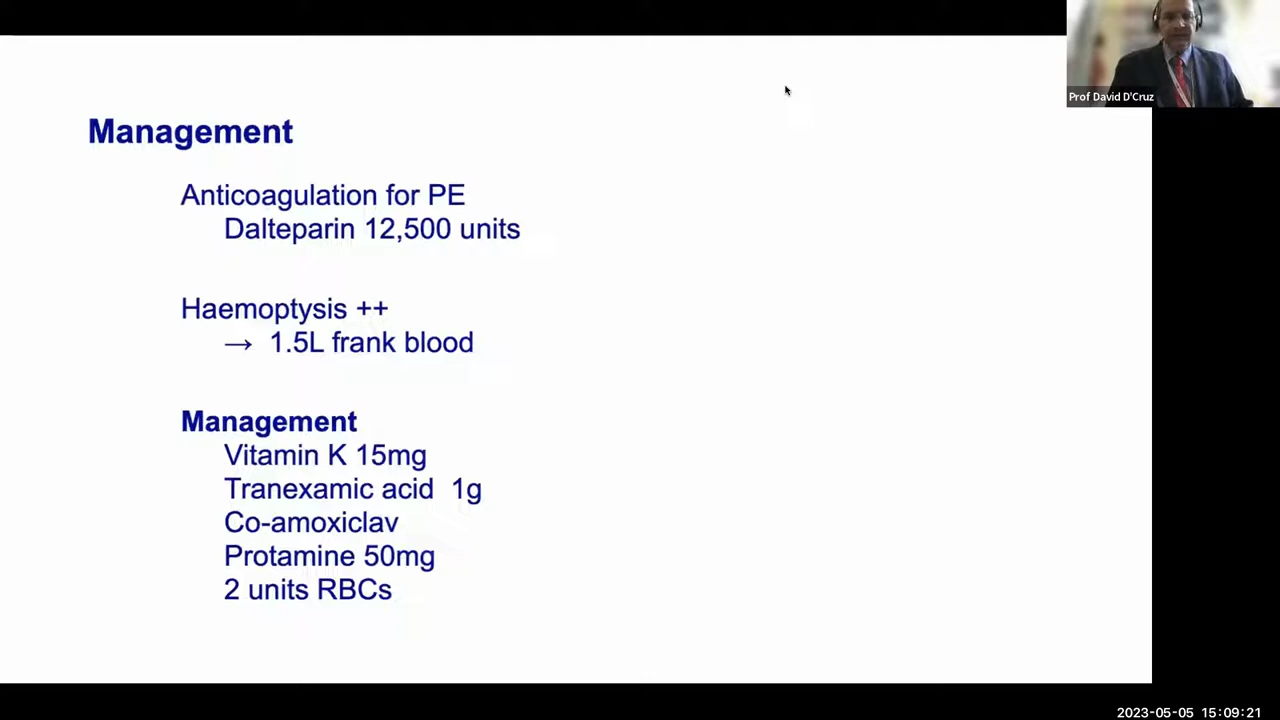 Prof David D'Cruz
Management
Anticoagulation for PE
Dalteparin 12,500 units
Haemoptysis ++
→ 1.5L frank blood
Management
Vitamin K 15mg
Tranexamic acid 1g
Co-amoxiclav
Protamine 50mg
2 units RBCs
2023-05-05 15:09:21